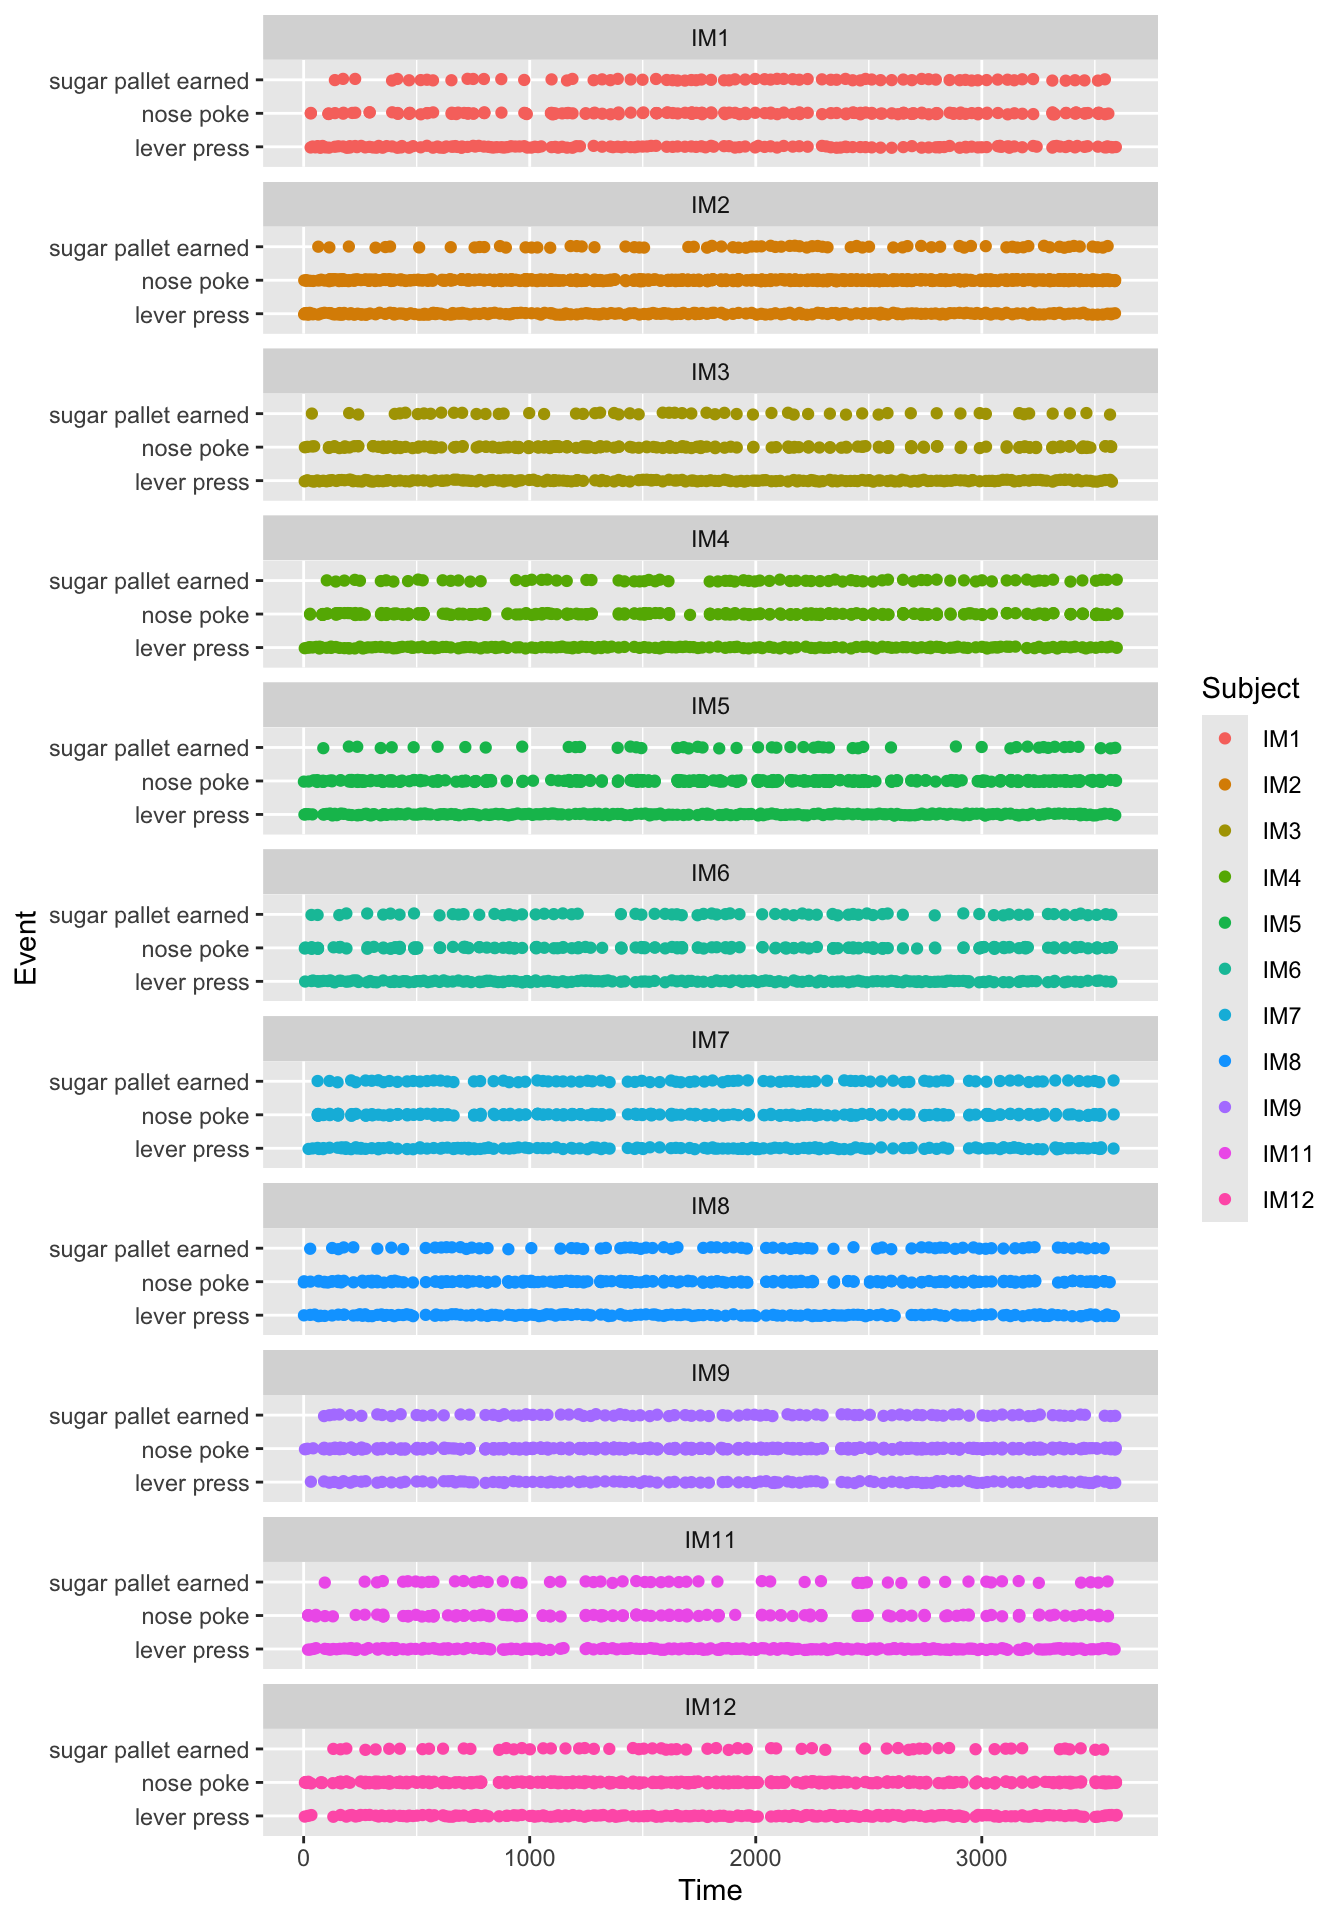 IM1
sugar pallet earned
nose poke
lever press
IM2
sugar pallet earned
nose poke
lever press
IM3
sugar pallet earned
nose poke
lever press
IM4
sugar pallet earned
nose poke
lever press
IM5
sugar pallet earned
nose poke
lever press
IM6
sugar pallet earned
nose poke
lever press
IM7
sugar pallet earned
nose poke
lever press
IM8
sugar pallet earned
nose poke
lever press
IM9
sugar pallet earned
nose poke
lever press
IM11
sugar pallet earned
nose poke
lever press
IM12
sugar pallet earned
nose poke
lever press
0 1000 2000 3000
Time
Event
Subject
IM1
IM2
IM3
IM4
IM5
IM6
IM7
IM8
IM9
IM11
IM12